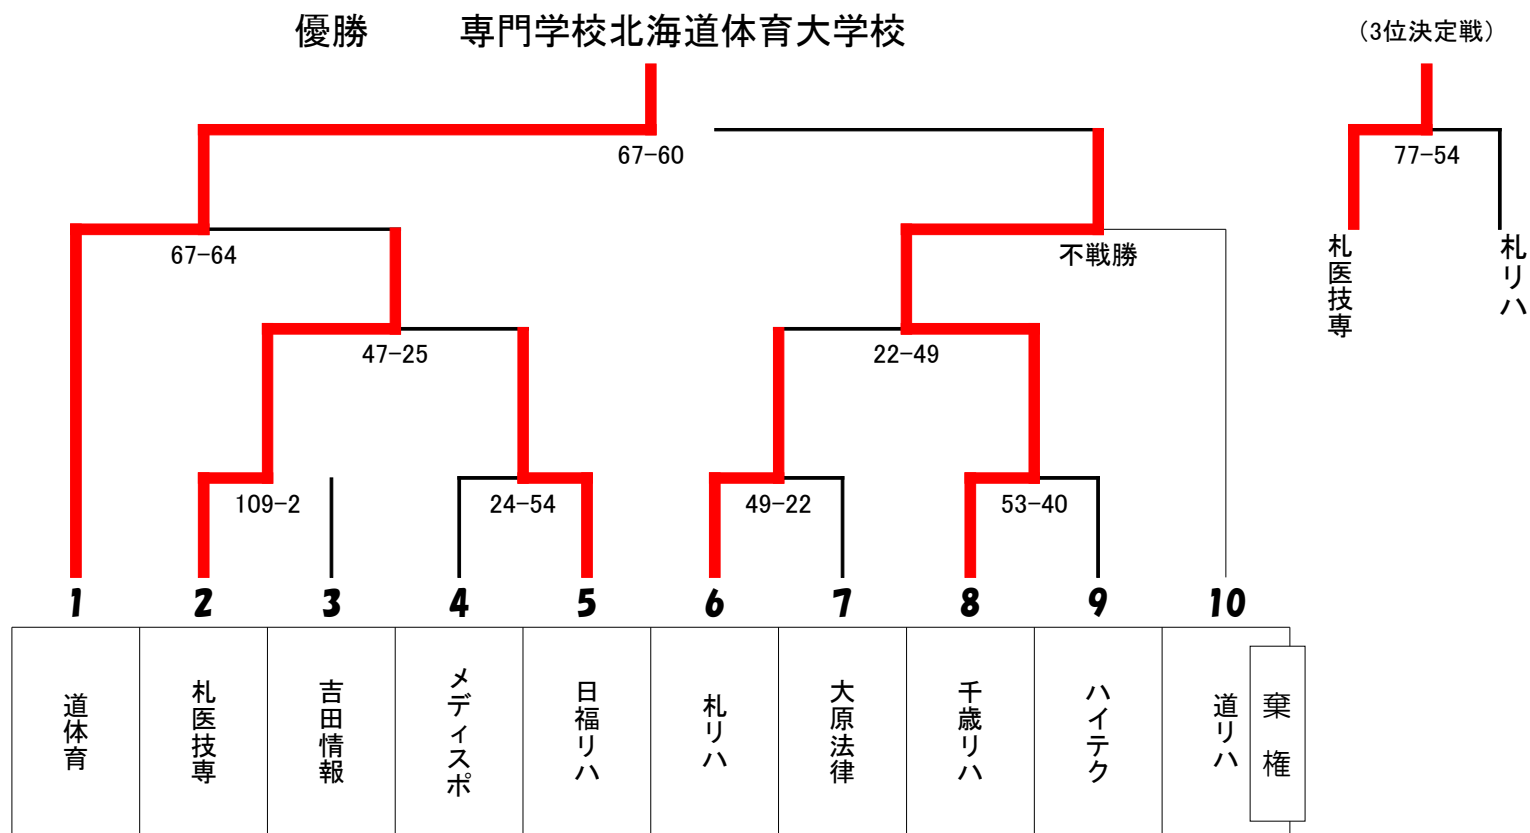 優勝 専門学校北海道体育大学校
(3位決定戦)
67-60
77-54
67-64
不戦勝
札医技専
札リハ
47-25
22-49
109-2
24-54
49-22
53-40
1 2 3 4 5 6 7 8 9 10
道体育
札医技専
吉田情報
メディスポ
日福リハ
札リハ
大原法律
千歳リハ
ハイテク
道リハ
棄権